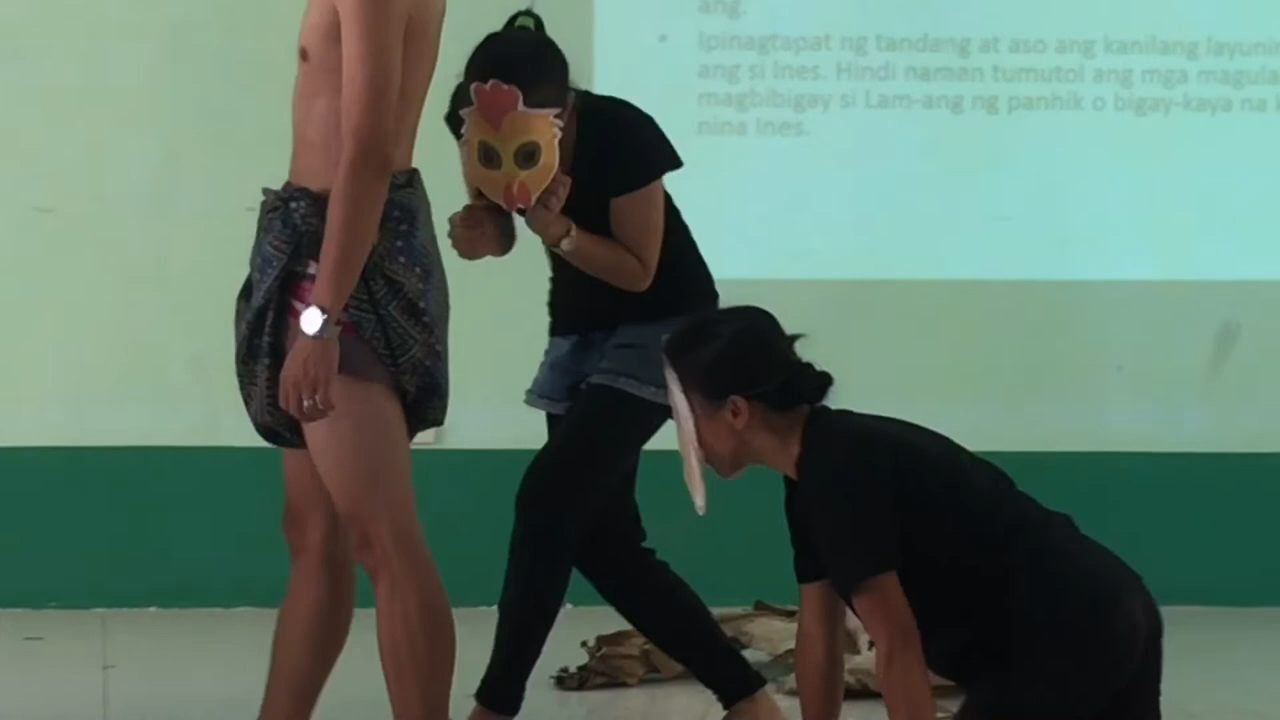 ang.
• Ipinagtapat ng tandang at aso ang kanilang layunin
ang si Ines. Hindi naman tumutol ang mga magula
magbibigay si Lam-ang ng panhik o bigay-kaya na
nina Ines.